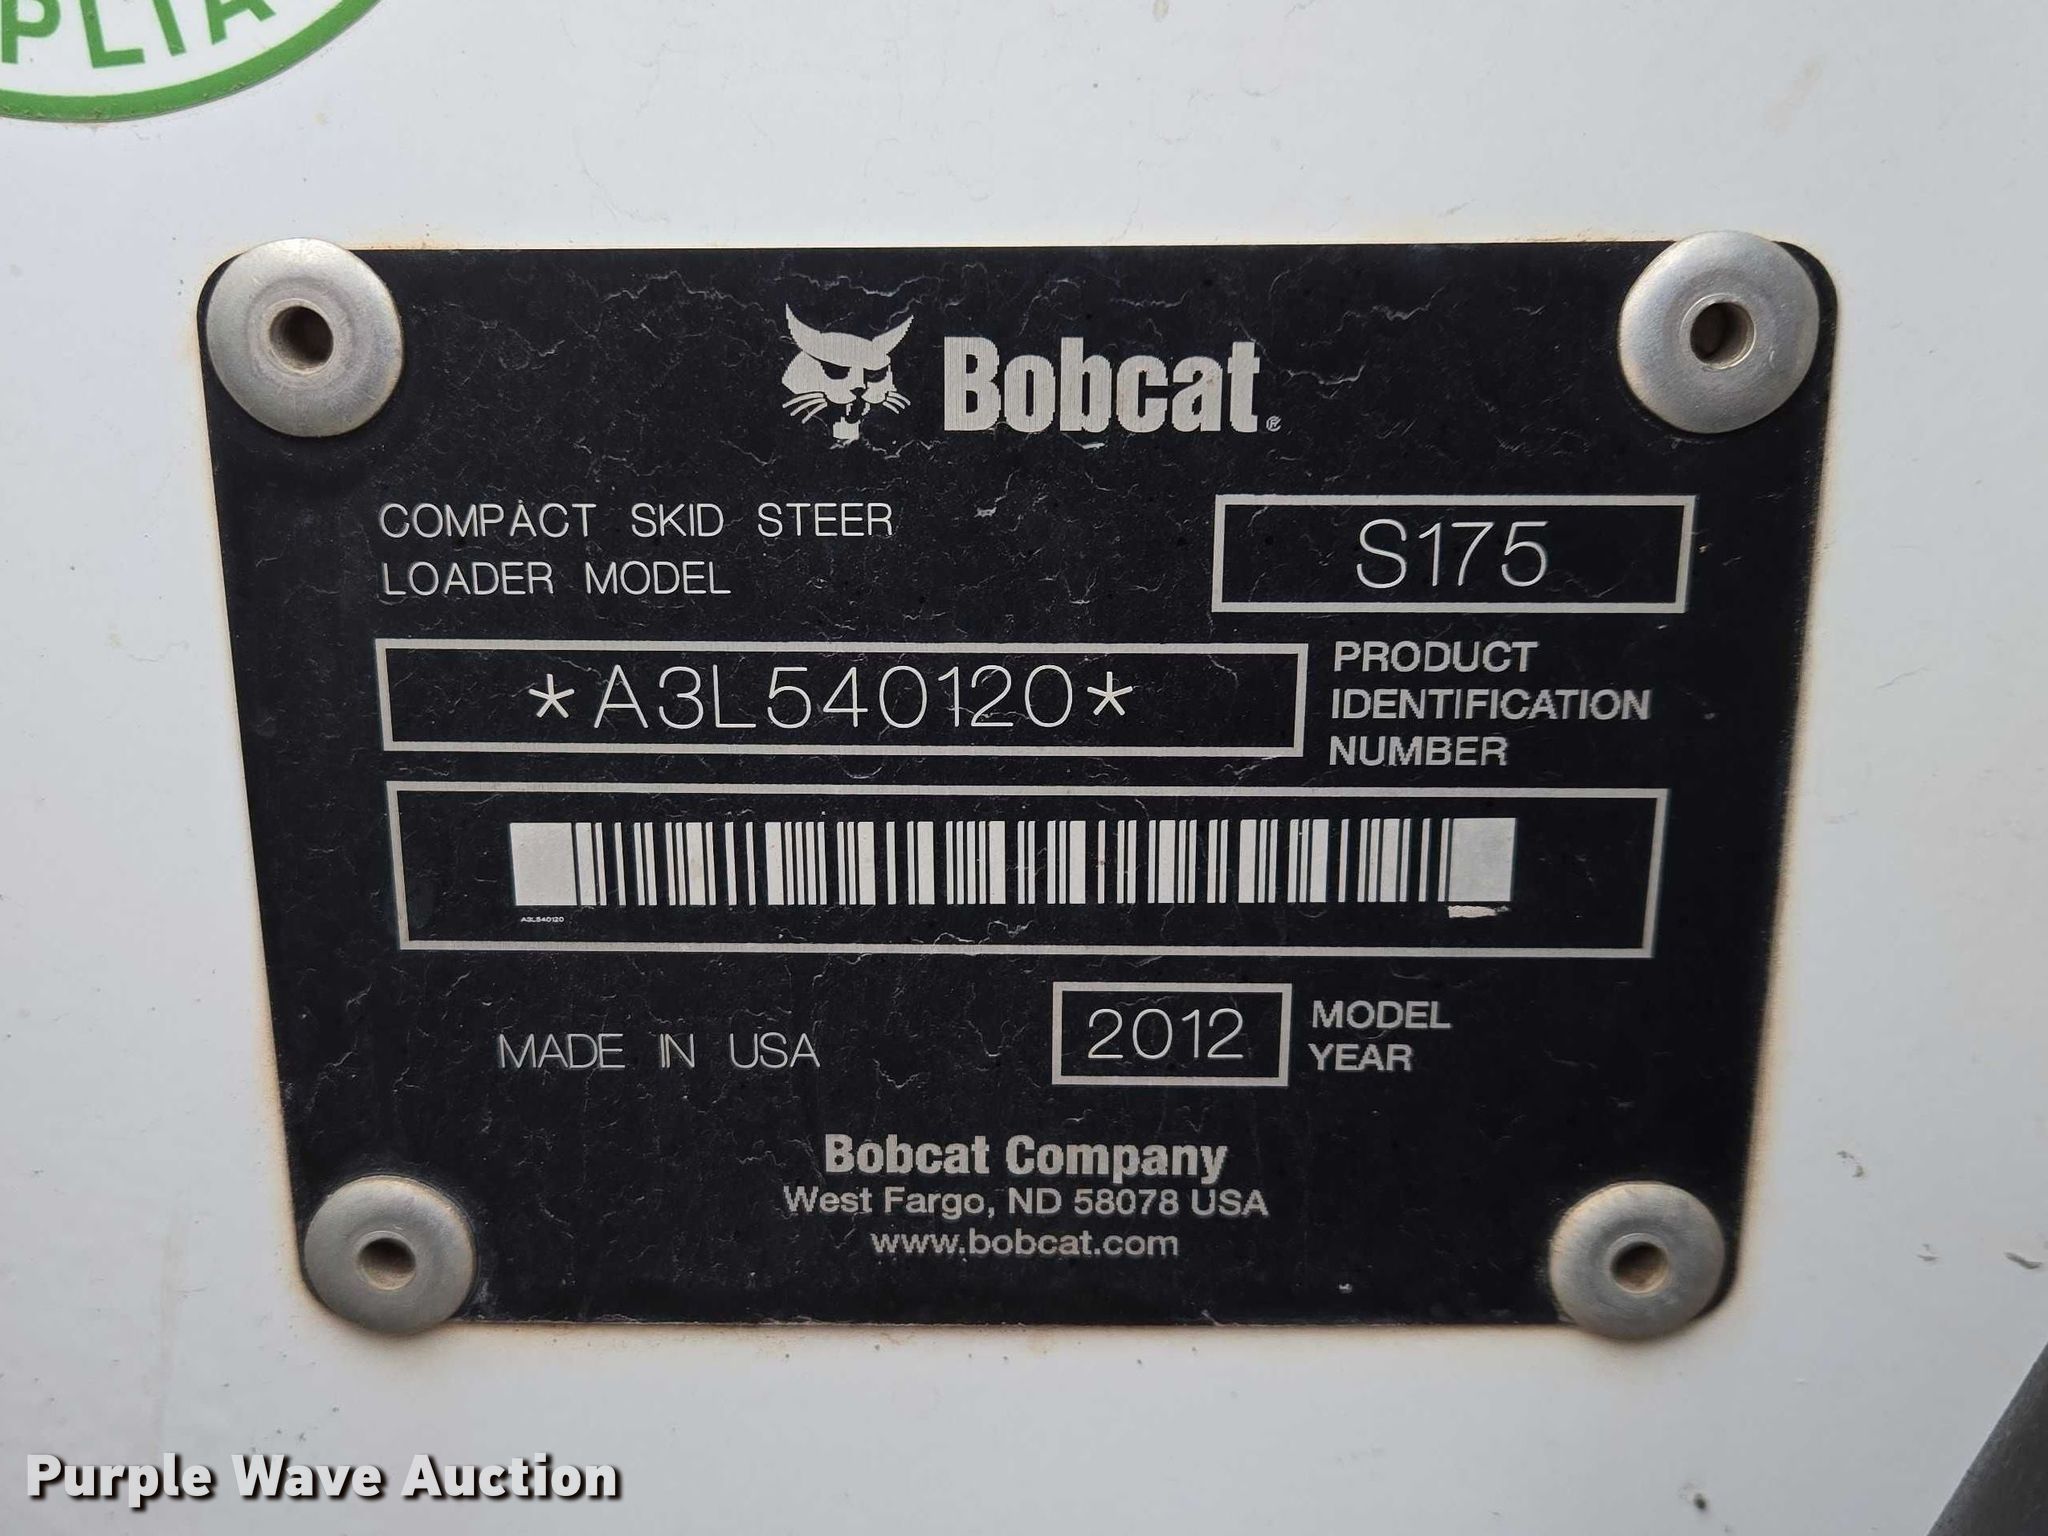 PLIA
Bobcat®
COMPACT SKID STEER
LOADER MODEL
S175
*A3L540120*
PRODUCT
IDENTIFICATION
NUMBER
A3L540120
MADE IN USA
2012
MODEL
YEAR
Bobcat Company
West Fargo, ND 58078 USA
www.bobcat.com
Purple Wave Auction